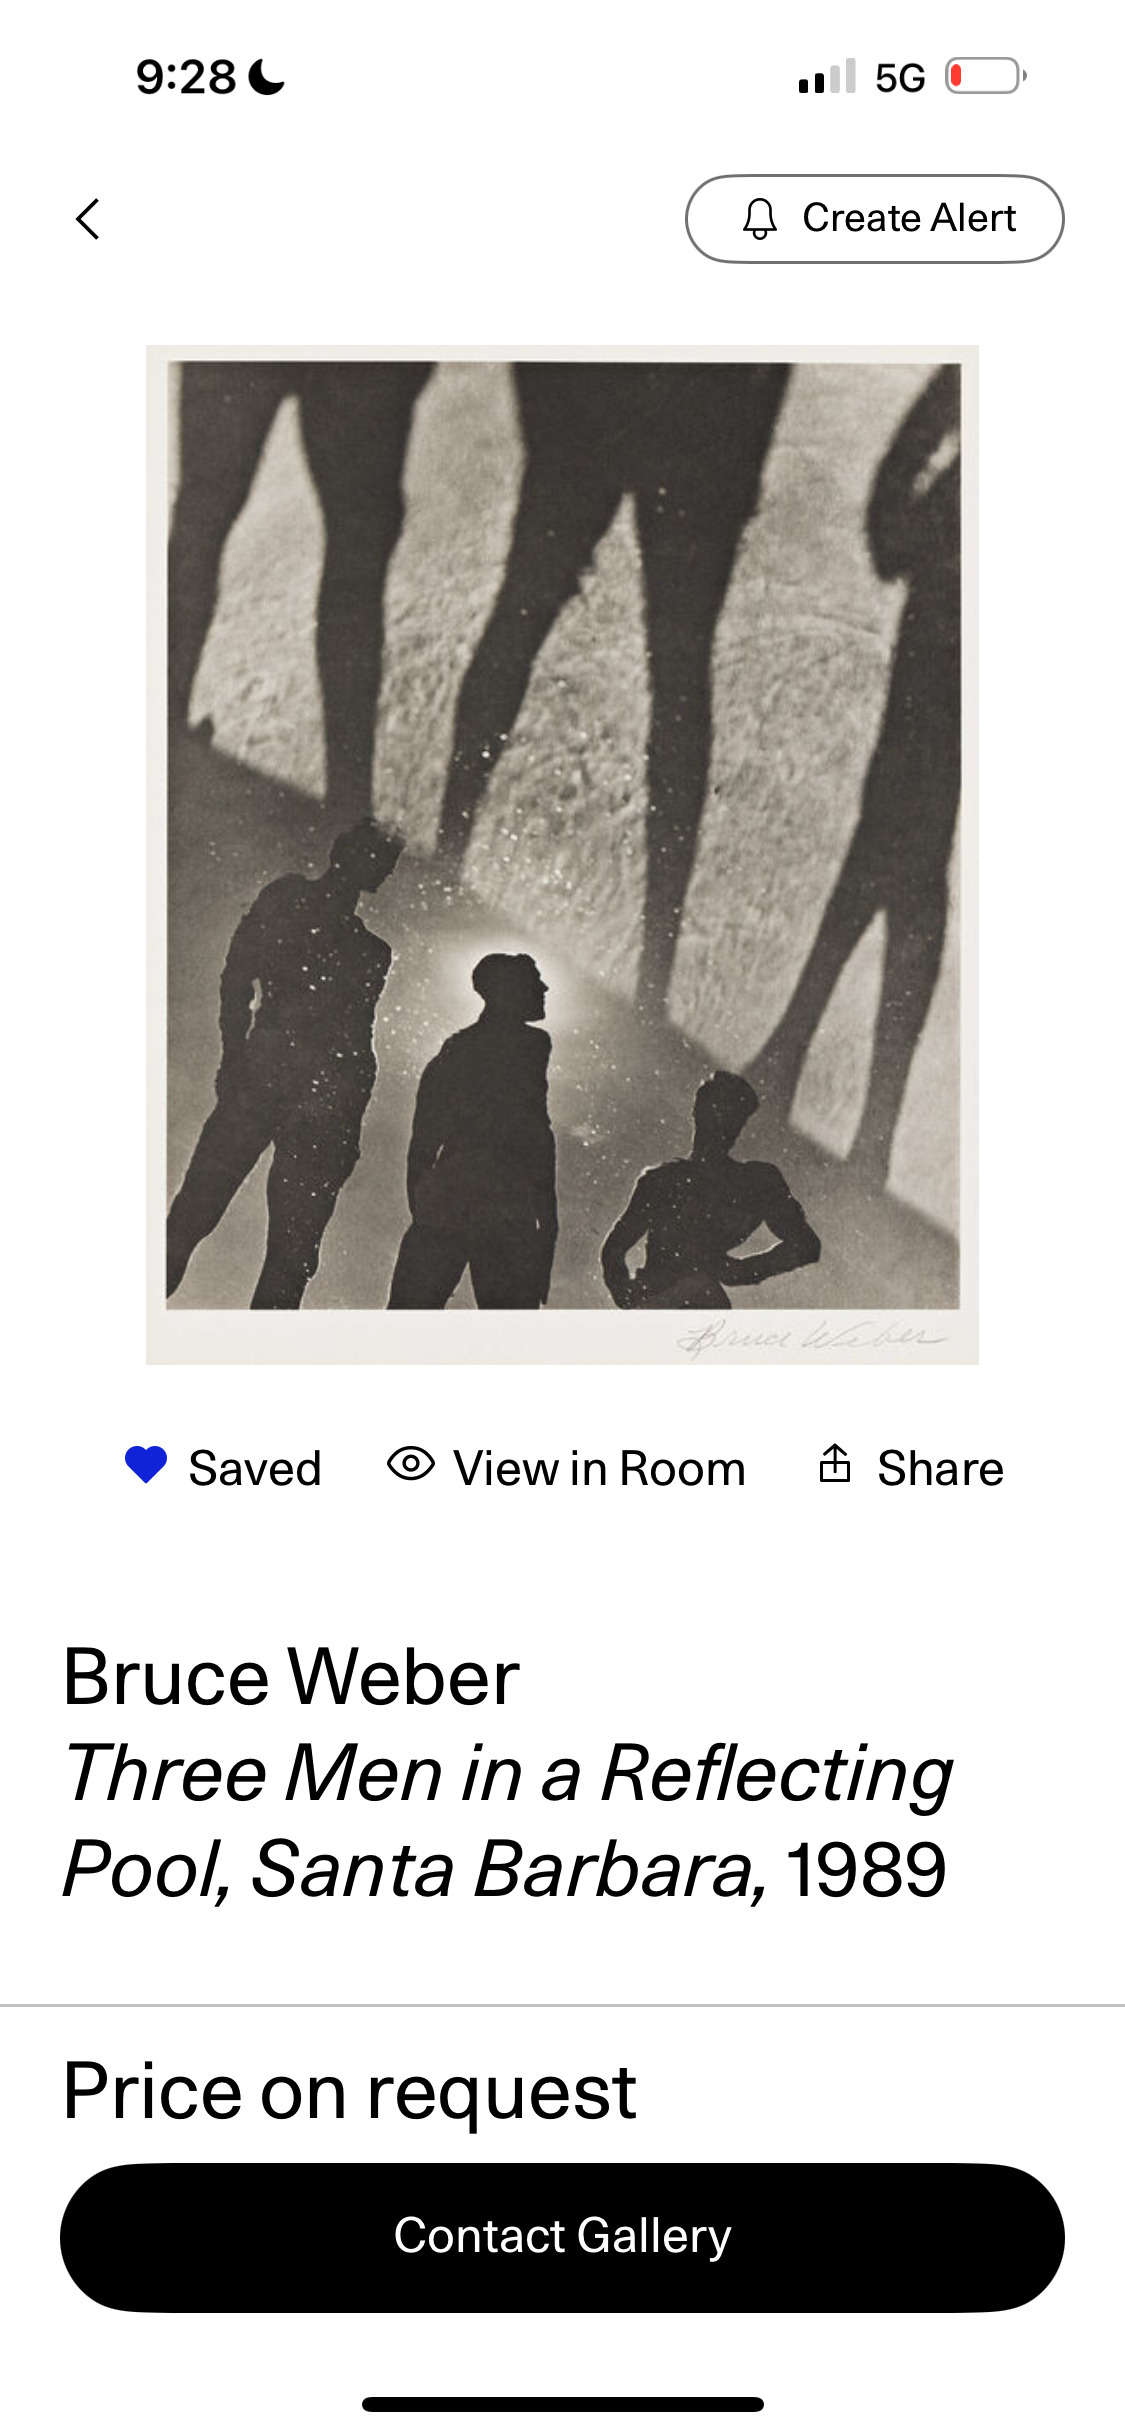 9:28
5G
Create Alert
Bruce Weber
Saved
View in Room
Share
Bruce Weber
Three Men in a Reflecting
Pool, Santa Barbara, 1989
Price on request
Contact Gallery